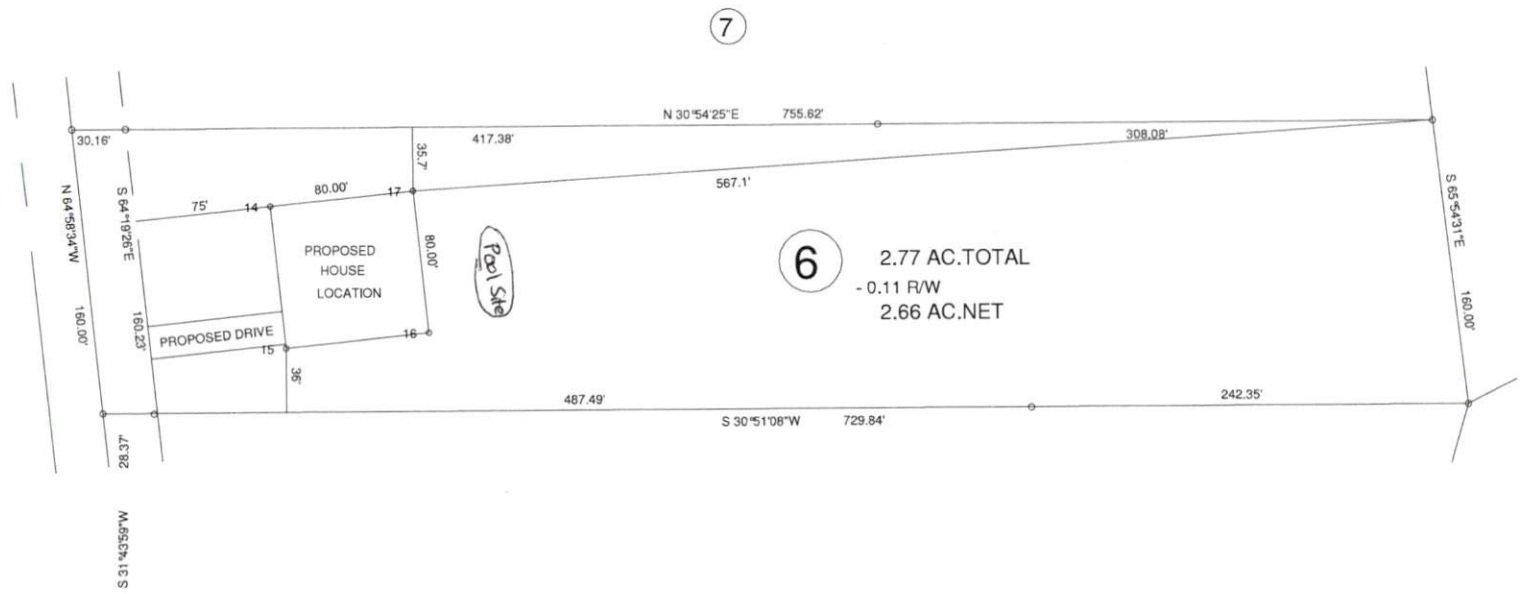 7
N 30°54'25"E 755.62'
30.16'
417.38'
308.08'
35.7'
567.1'
80.00'
17
75'
14
N 64°58'34"W
160.00'
S 64°19'26"E
160.23'
PROPOSED
HOUSE
LOCATION
80.00'
Pool Site
6
2.77 AC.TOTAL
- 0.11 R/W
2.66 AC.NET
S 65°54'31"E
160.00'
PROPOSED DRIVE
15
16
36'
487.49'
242.35'
S 30°51'08"W 729.84'
28.37'
S 31°43'59"W